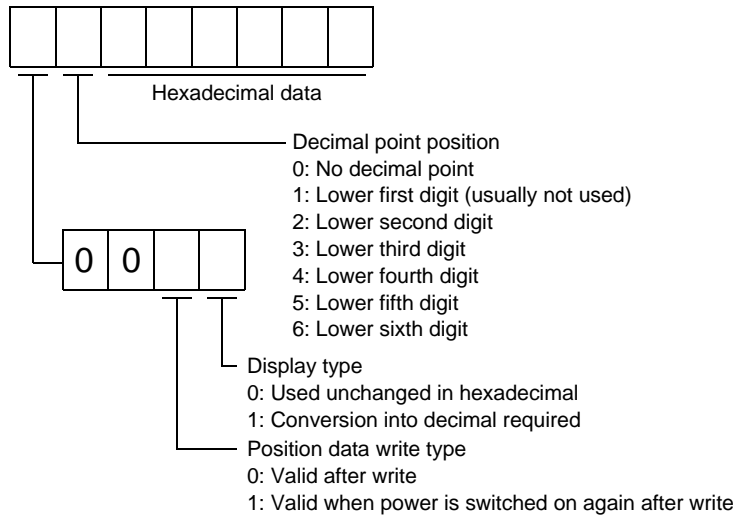 Hexadecimal data
Decimal point position
0: No decimal point
1: Lower first digit (usually not used)
2: Lower second digit
3: Lower third digit
4: Lower fourth digit
5: Lower fifth digit
6: Lower sixth digit
0 0
Display type
0: Used unchanged in hexadecimal
1: Conversion into decimal required
Position data write type
0: Valid after write
1: Valid when power is switched on again after write